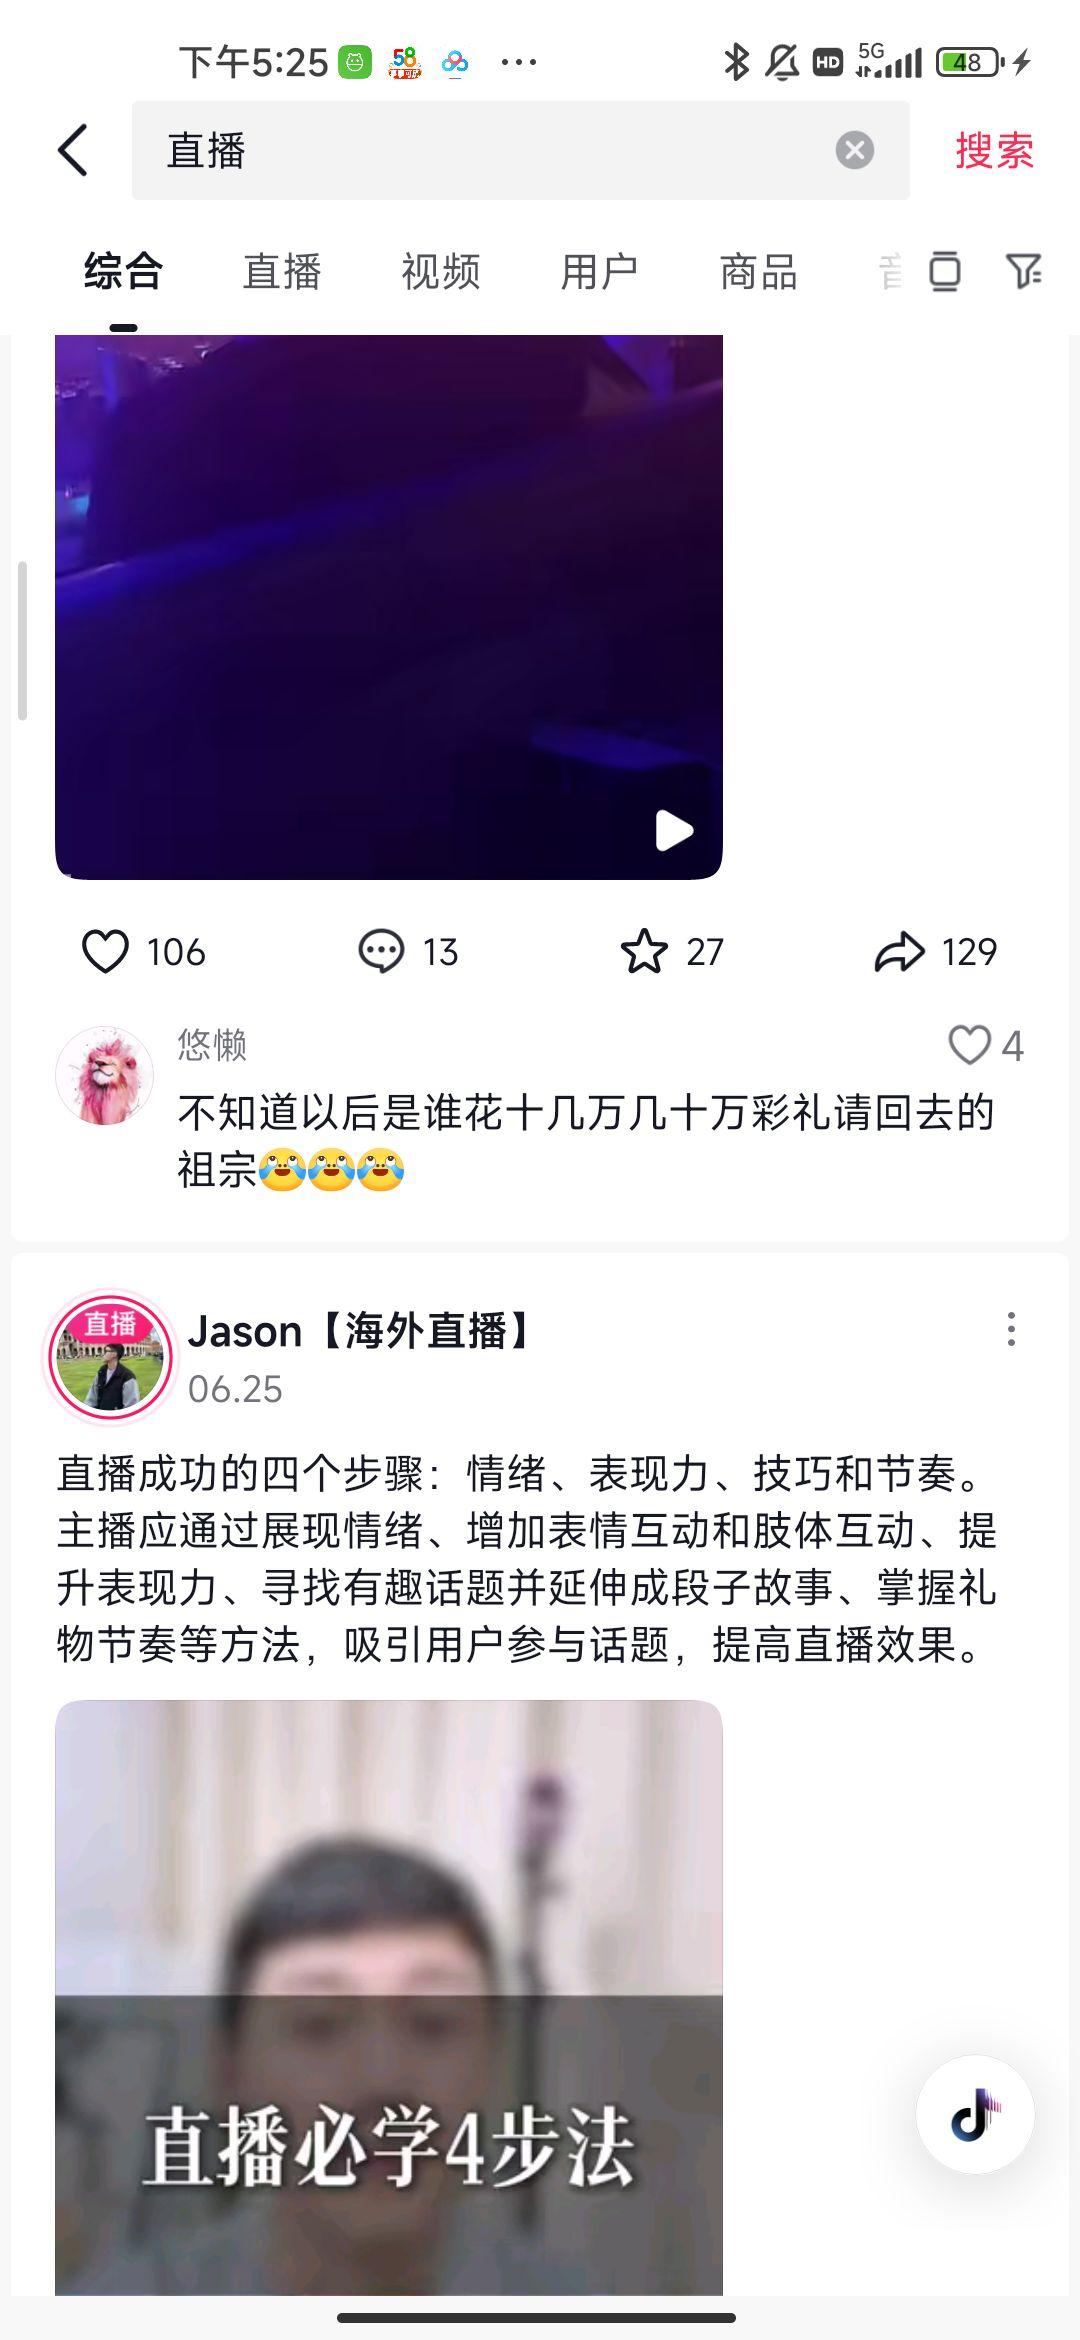 下午5:25
58
HD
5G
48
直播
搜索
综合
直播
视频
用户
商品
106
13
27
129
悠懒
4
不知道以后是谁花十几万几十万彩礼请回去的
祖宗😂😂😂
直播
Jason【海外直播】
06.25
直播成功的四个步骤：情绪、表现力、技巧和节奏。
主播应通过展现情绪、增加表情互动和肢体互动、提
升表现力、寻找有趣话题并延伸成段子故事、掌握礼
物节奏等方法，吸引用户参与话题，提高直播效果。
直播必学4步法